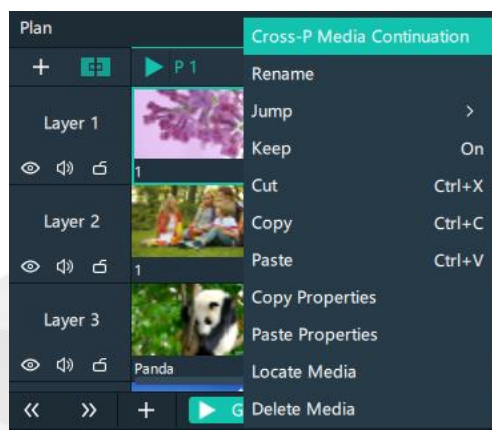 Plan
P 1
Layer 1
1
Layer 2
1
Layer 3
Panda
G
Cross-P Media Continuation
Rename
Jump >
Keep On
Cut Ctrl+X
Copy Ctrl+C
Paste Ctrl+V
Copy Properties
Paste Properties
Locate Media
Delete Media